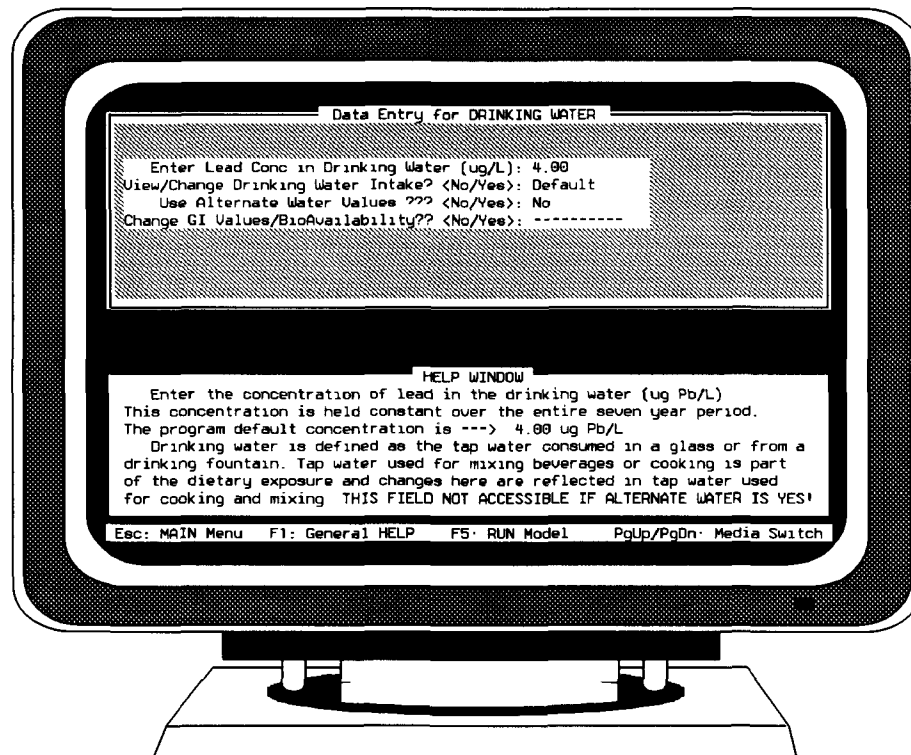 Data Entry for DRINKING WATER
Enter Lead Conc in Drinking Water (ug/L): 4.00
View/Change Drinking Water Intake? <No/Yes>: Default
Use Alternate Water Values ??? <No/Yes>: No
Change GI Values/BioAvailability?? <No/Yes>: ----------
HELP WINDOW
Enter the concentration of lead in the drinking water (ug Pb/L)
This concentration is held constant over the entire seven year period.
The program default concentration is ---> 4.00 ug Pb/L
Drinking water is defined as the tap water consumed in a glass or from a
drinking fountain. Tap water used for mixing beverages or cooking is part
of the dietary exposure and changes here are reflected in tap water used
for cooking and mixing THIS FIELD NOT ACCESSIBLE IF ALTERNATE WATER IS YES!
Esc: MAIN Menu F1: General HELP F5· RUN Model PgUp/PgDn· Media Switch